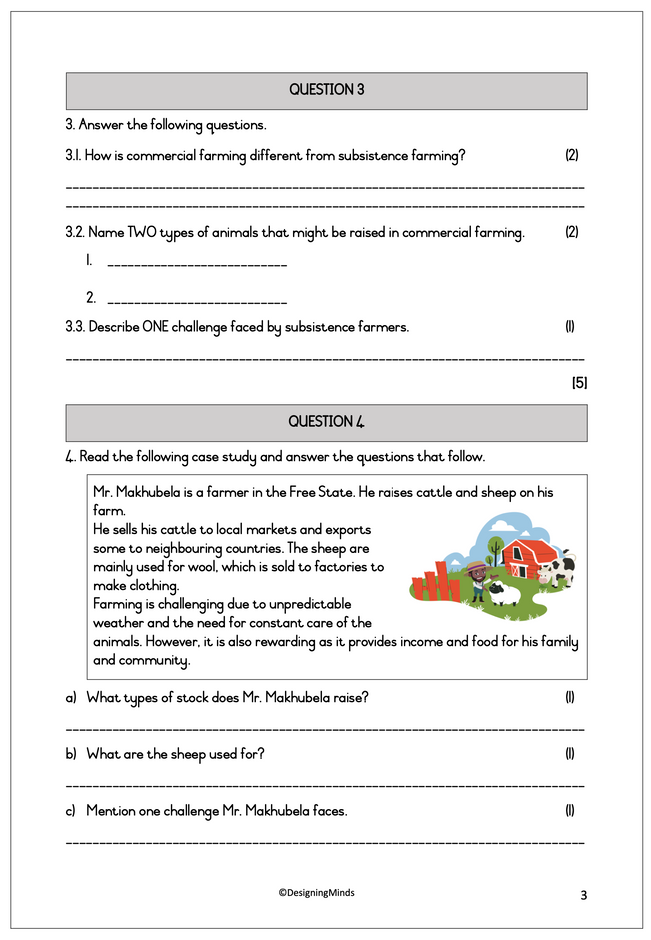 QUESTION 3
3. Answer the following questions.
3.1. How is commercial farming different from subsistence farming? (2)
_______________________________________________________________________________
_______________________________________________________________________________
3.2. Name TWO types of animals that might be raised in commercial farming. (2)
1. ___________________________
2. ___________________________
3.3. Describe ONE challenge faced by subsistence farmers. (1)
_______________________________________________________________________________
[5]
QUESTION 4
4. Read the following case study and answer the questions that follow.
Mr. Makhubela is a farmer in the Free State. He raises cattle and sheep on his
farm.
He sells his cattle to local markets and exports
some to neighbouring countries. The sheep are
mainly used for wool, which is sold to factories to
make clothing.
Farming is challenging due to unpredictable
weather and the need for constant care of the
animals. However, it is also rewarding as it provides income and food for his family
and community.
a) What types of stock does Mr. Makhubela raise? (1)
_______________________________________________________________________________
b) What are the sheep used for? (1)
_______________________________________________________________________________
c) Mention one challenge Mr. Makhubela faces. (1)
_______________________________________________________________________________
©DesigningMinds
3